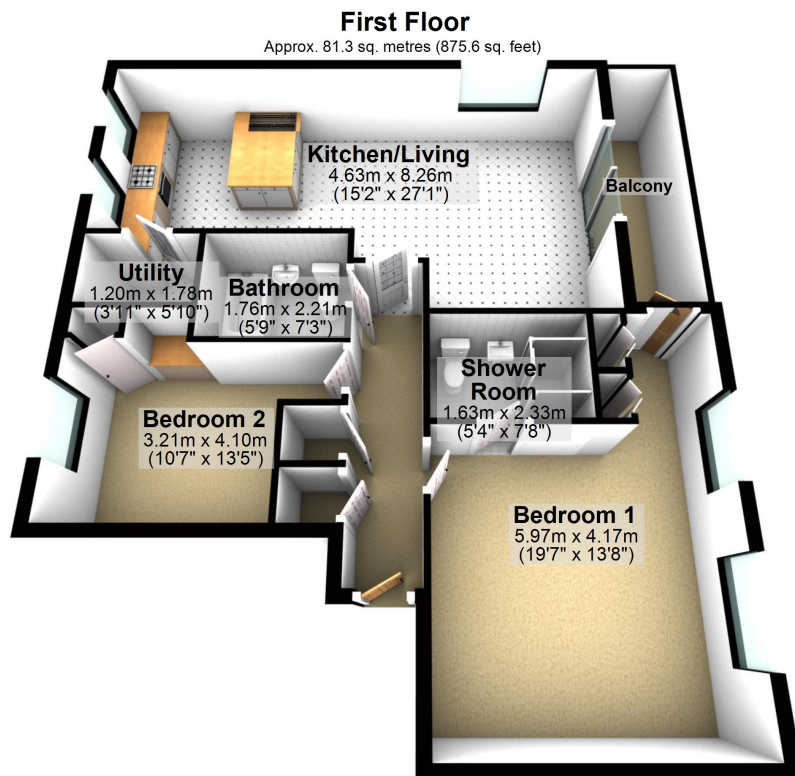 First Floor
Approx. 81.3 sq. metres (875.6 sq. feet)
Kitchen/Living
4.63m x 8.26m
(15'2" x 27'1")
Balcony
Utility
1.20m x 1.78m
(3'11" x 5'10")
Bathroom
1.76m x 2.21m
(5'9" x 7'3")
Shower
Room
1.63m x 2.33m
(5'4" x 7'8")
Bedroom 2
3.21m x 4.10m
(10'7" x 13'5")
Bedroom 1
5.97m x 4.17m
(19'7" x 13'8")